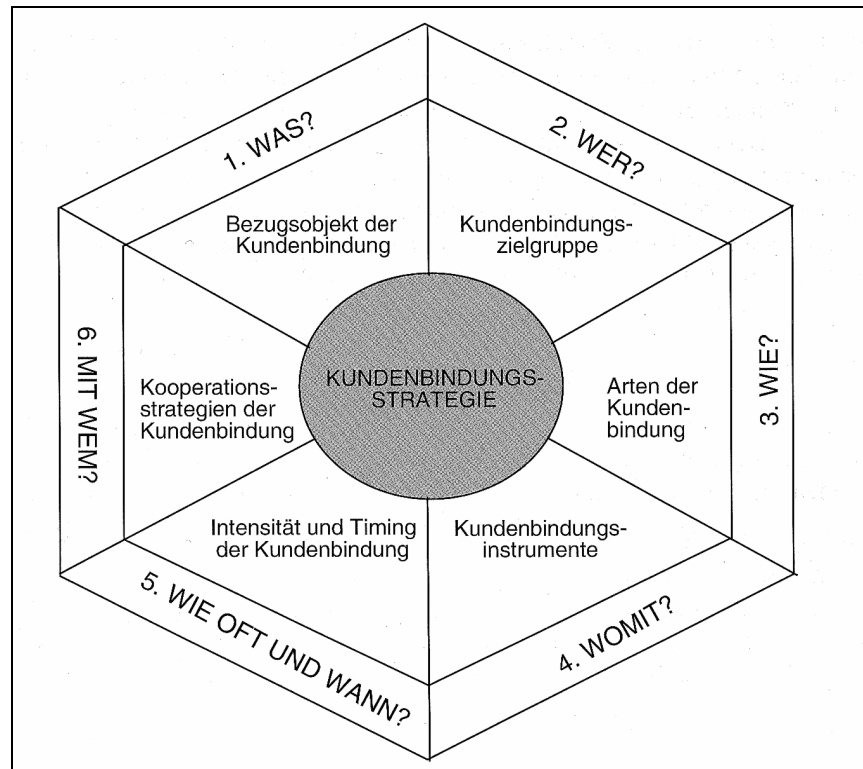 1. WAS?
Bezugsobjekt der
Kundenbindung
2. WER?
Kundenbindungs-
zielgruppe
3. WIE?
Arten der
Kunden-
bindung
4. WOMIT?
Kundenbindungs-
instrumente
5. WIE OFT UND WANN?
Intensität und Timing
der Kundenbindung
6. MIT WEM?
Kooperations-
strategien der
Kundenbindung
KUNDENBINDUNGS-
STRATEGIE